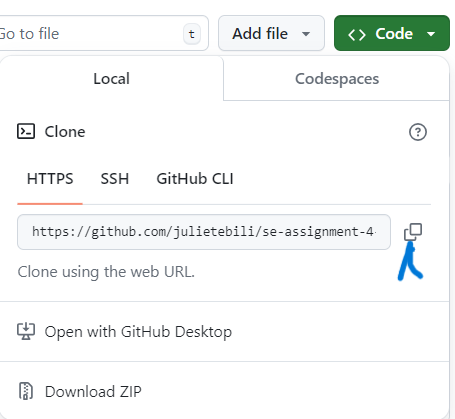 Go to file t Add file Code
Local Codespaces
Clone
HTTPS SSH GitHub CLI
https://github.com/julietebili/se-assignment-4-
Clone using the web URL.
Open with GitHub Desktop
Download ZIP